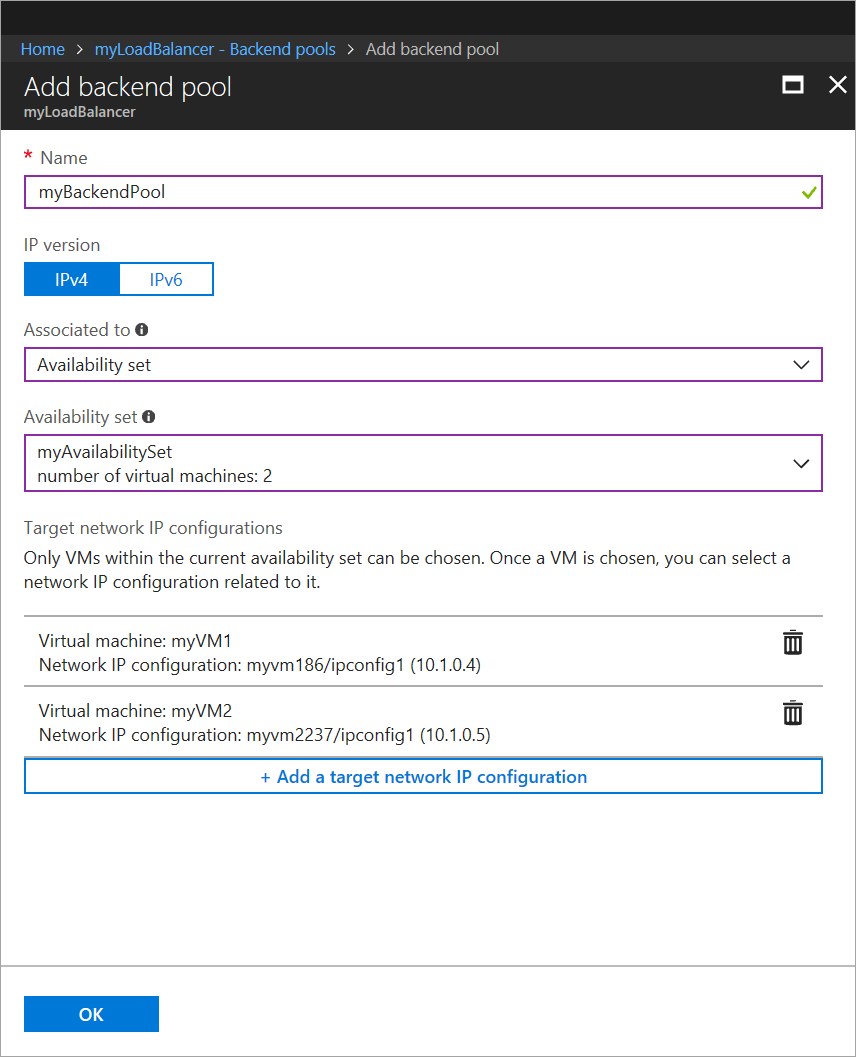 Home > myLoadBalancer - Backend pools > Add backend pool
Add backend pool
myLoadBalancer
* Name
myBackendPool
IP version
IPv4 IPv6
Associated to
Availability set
Availability set
myAvailabilitySet
number of virtual machines: 2
Target network IP configurations
Only VMs within the current availability set can be chosen. Once a VM is chosen, you can select a
network IP configuration related to it.
Virtual machine: myVM1
Network IP configuration: myvm186/ipconfig1 (10.1.0.4)
Virtual machine: myVM2
Network IP configuration: myvm2237/ipconfig1 (10.1.0.5)
+ Add a target network IP configuration
OK